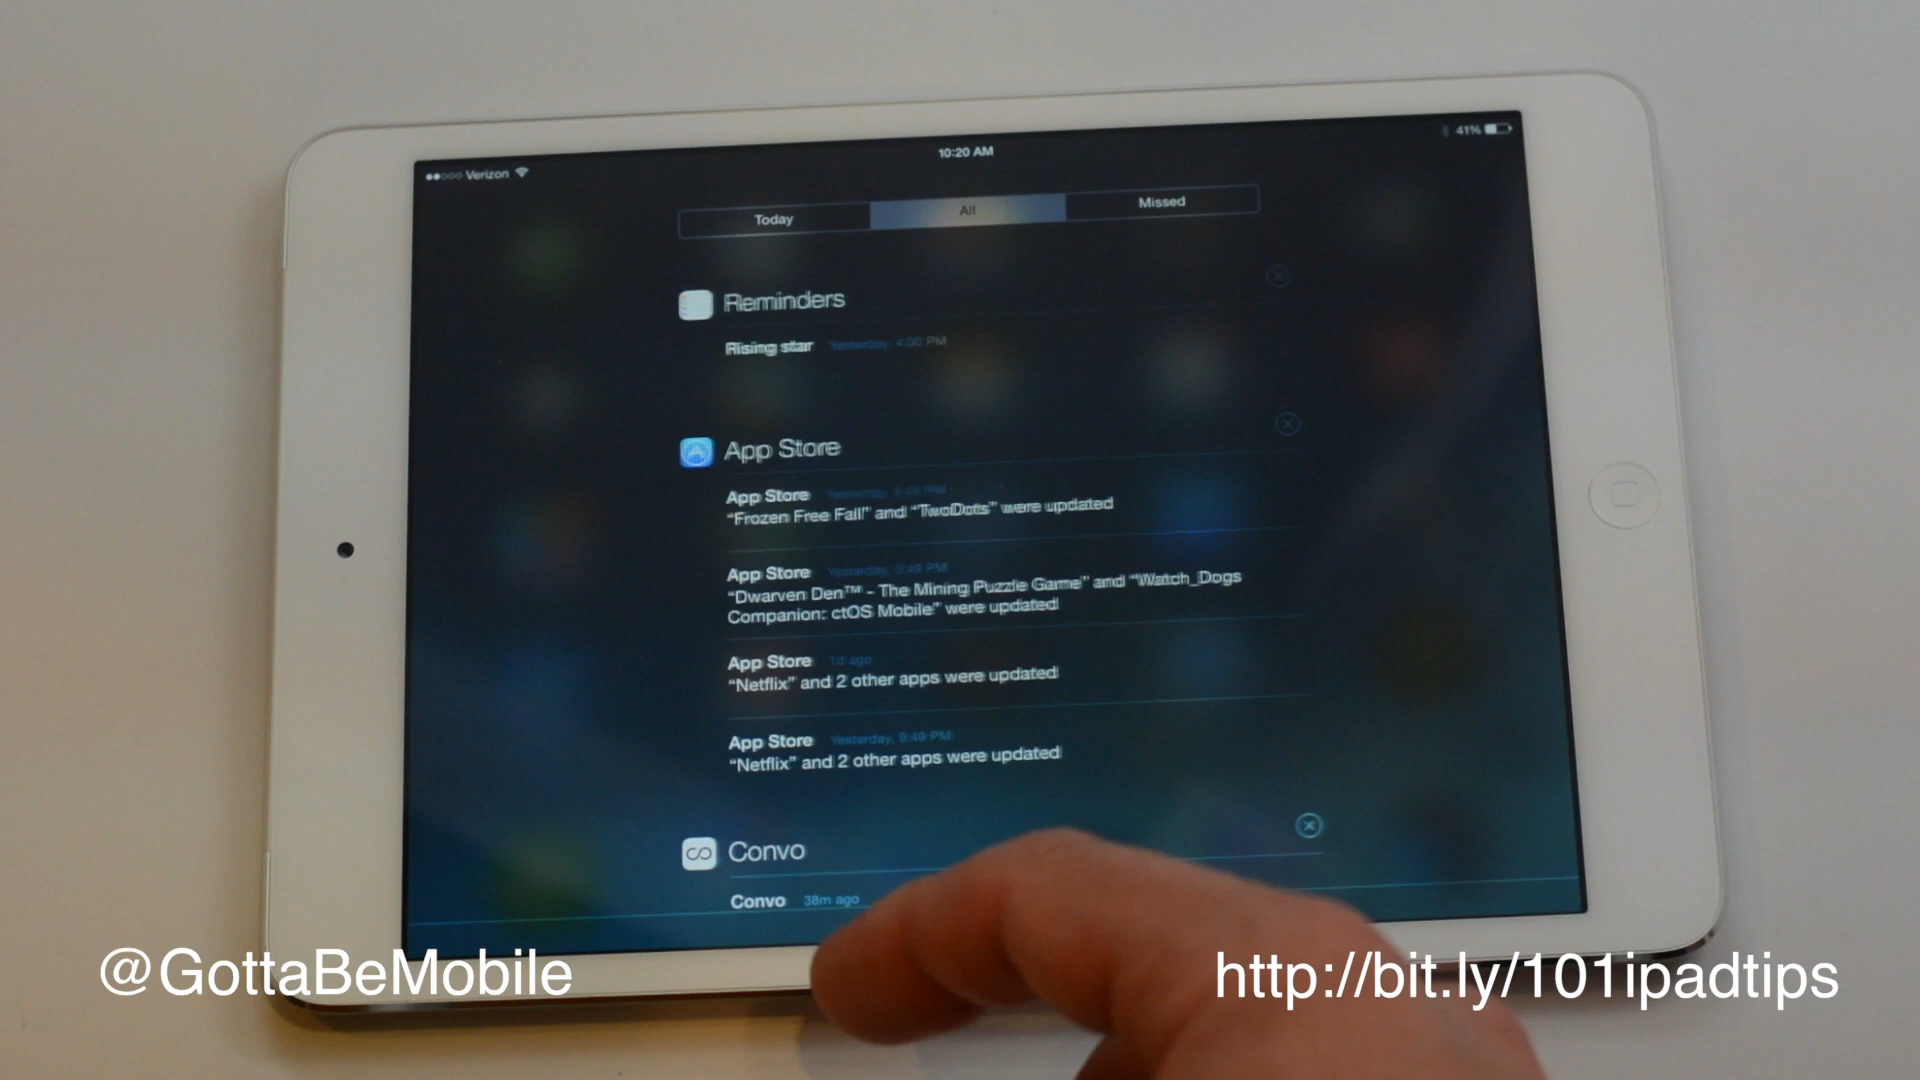 Verizon
10:20 AM
41%
Today
All
Missed
Reminders
Rising star Yesterday, 4:00 PM
App Store
App Store Yesterday, PM
“Frozen Free Fall” and “TwoDots” were updated
App Store Yesterday, 9:49 PM
“Dwarven Den™ - The Mining Puzzle Game” and “Watch_Dogs
Companion: ctOS Mobile” were updated
App Store 1d ago
“Netflix” and 2 other apps were updated
App Store Yesterday, 9:49 PM
“Netflix” and 2 other apps were updated
Convo
Convo 38m ago
@GottaBeMobile
http://bit.ly/101ipadtips